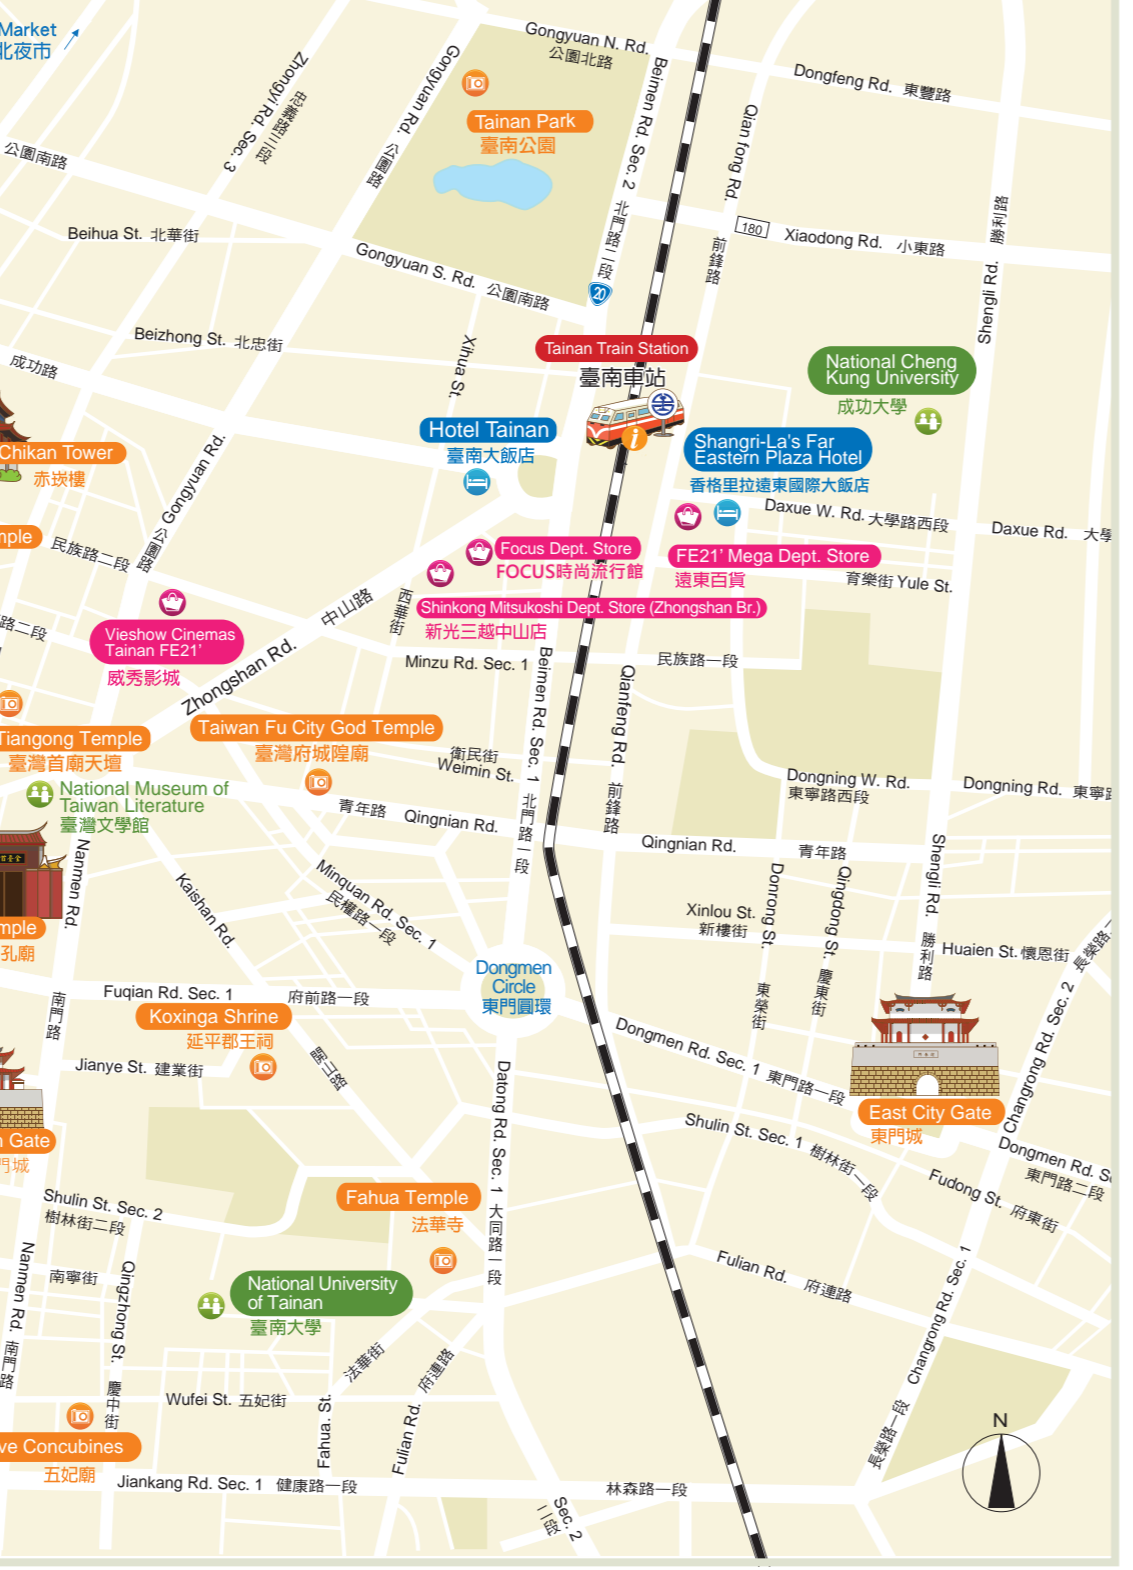 Market
北夜市
Gongyuan N. Rd.
公園北路
Zhongyi Rd. Sec. 3
忠義路三段
Gongyuan Rd.
公園路
Beimen Rd. Sec. 2
北門路二段
Dongfeng Rd. 東豐路
Tainan Park
臺南公園
Qian fong Rd.
前鋒路
公園南路
Beihua St. 北華街
180
Xiaodong Rd. 小東路
Shengli Rd. 勝利路
Gongyuan S. Rd. 公園南路
20
Beizhong St. 北忠街
Xihua St.
成功路
Tainan Train Station
臺南車站
National Cheng
Kung University
成功大學
Hotel Tainan
臺南大飯店
Shangri-La's Far
Eastern Plaza Hotel
香格里拉遠東國際大飯店
Chikan Tower
赤崁樓
Gongyuan Rd.
公園路
Daxue W. Rd. 大學路西段
Daxue Rd. 大學
mple
民族路二段
Focus Dept. Store
FOCUS時尚流行館
FE21' Mega Dept. Store
遠東百貨
育樂街 Yule St.
Shinkong Mitsukoshi Dept. Store (Zhongshan Br.)
新光三越中山店
西華街
中山路
Zhongshan Rd.
路二段
Vieshow Cinemas
Tainan FE21'
威秀影城
Minzu Rd. Sec. 1
民族路一段
Beimen Rd. Sec. 1
北門路一段
Qianfeng Rd.
前鋒路
Tiangong Temple
臺灣首廟天壇
Taiwan Fu City God Temple
臺灣府城隍廟
衛民街
Weimin St.
National Museum of
Taiwan Literature
臺灣文學館
Dongning W. Rd.
東寧路西段
Dongning Rd. 東寧路
青年路 Qingnian Rd.
Qingnian Rd. 青年路
Nanmen Rd.
南門路
Kaishan Rd.
開山路
Minquan Rd. Sec. 1
民權路一段
Donrong St.
東榮街
Qingdong St.
慶東街
Shengli Rd.
勝利路
Xinlou St.
新樓街
Huaien St. 懷恩街
長榮路
Changrong Rd. Sec. 2
mple
孔廟
Dongmen
Circle
東門圓環
Fuqian Rd. Sec. 1
府前路一段
Koxinga Shrine
延平郡王祠
Jianye St. 建業街
Dongmen Rd. Sec. 1 東門路一段
East City Gate
東門城
Dongmen Rd. S
東門路二段
Datong Rd. Sec. 1
大同路一段
Shulin St. Sec. 1 樹林街一段
Fudong St. 府東街
n Gate
門城
Shulin St. Sec. 2
樹林街二段
Fahua Temple
法華寺
Nanmen Rd.
南門路
南寧街
Qingzhong St.
慶中街
National University
of Tainan
臺南大學
Fulian Rd. 府連路
Changrong Rd. Sec. 1
長榮路一段
Wufei St. 五妃街
Fahua. St.
法華街
Fulian Rd.
府連路
ve Concubines
五妃廟
Jiankang Rd. Sec. 1 健康路一段
林森路一段
Sec. 2
二段
N